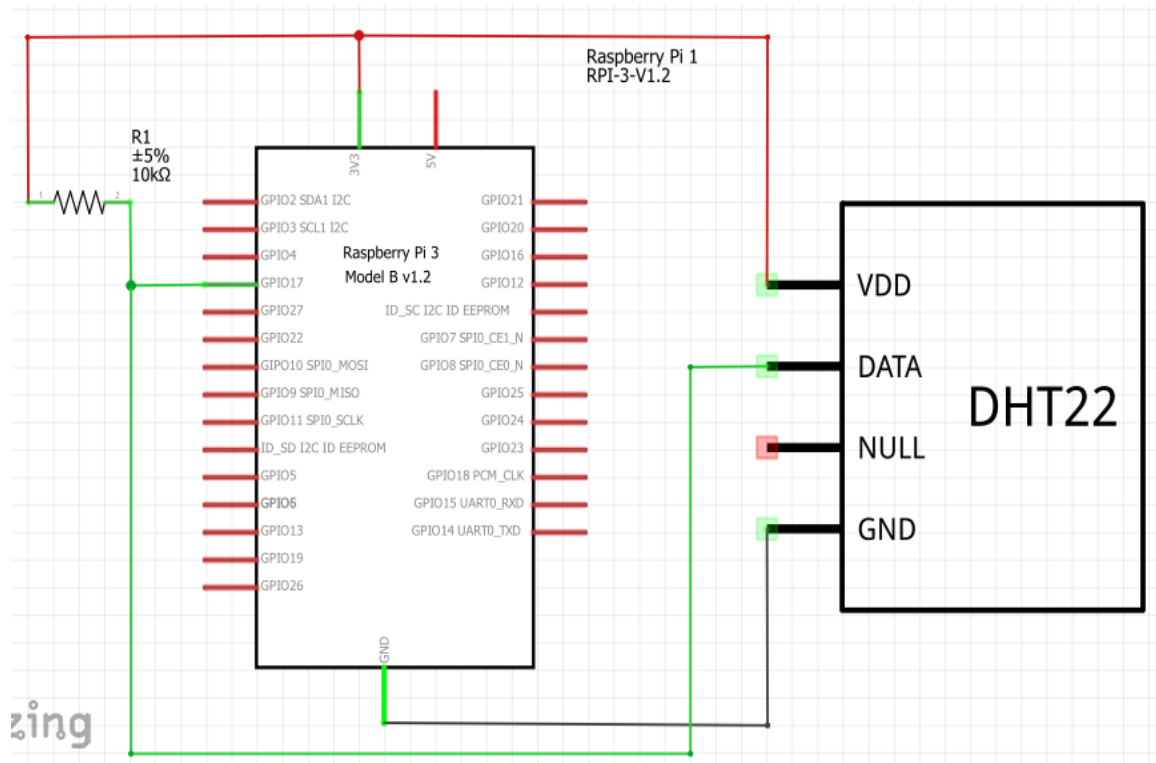 Raspberry Pi 1
RPI-3-V1.2
R1
±5%
10kΩ
1
2
3V3
5V
GPIO2 SDA1 I2C
GPIO3 SCL1 I2C
GPIO4
GPIO17
GPIO27
GPIO22
GIPO10 SPI0_MOSI
GPIO9 SPI0_MISO
GPIO11 SPI0_SCLK
ID_SD I2C ID EEPROM
GPIO5
GPIO6
GPIO13
GPIO19
GPIO26
Raspberry Pi 3
Model B v1.2
GPIO21
GPIO20
GPIO16
GPIO12
ID_SC I2C ID EEPROM
GPIO7 SPI0_CE1_N
GPIO8 SPI0_CE0_N
GPIO25
GPIO24
GPIO23
GPIO18 PCM_CLK
GPIO15 UART0_RXD
GPIO14 UART0_TXD
GND
VDD
DATA
NULL
GND
DHT22
zing